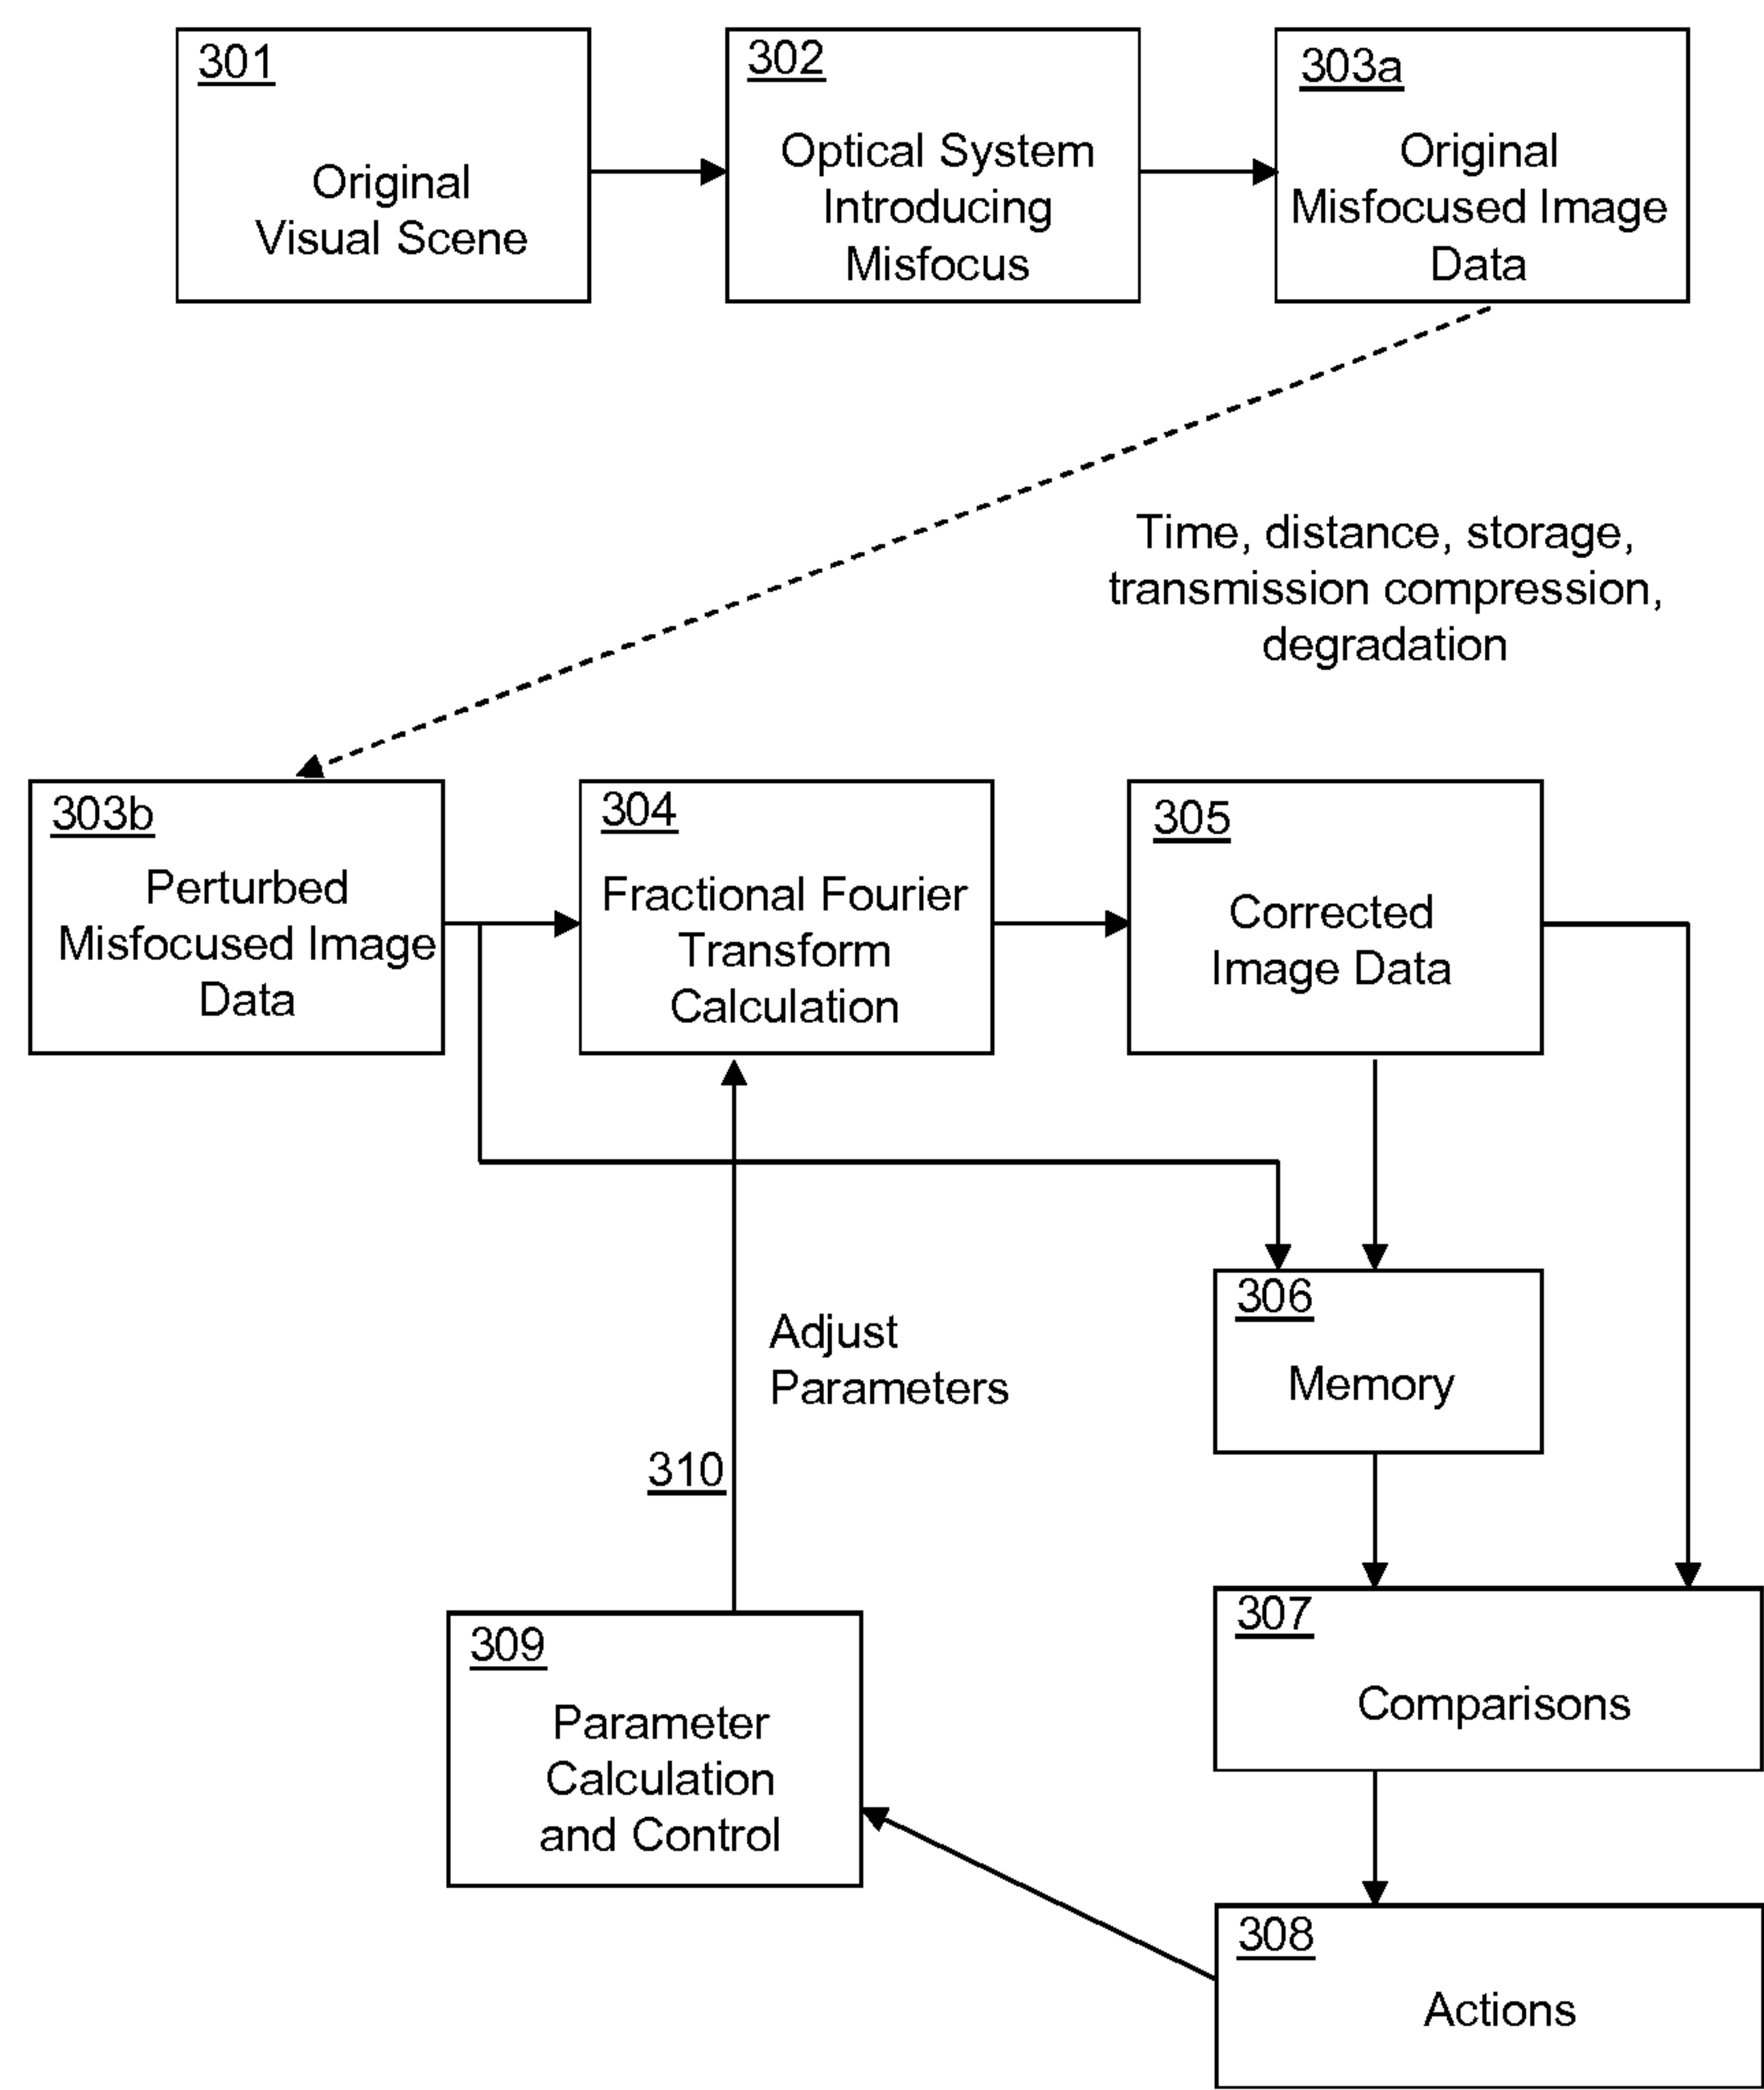 301
Original
Visual Scene
302
Optical System
Introducing
Misfocus
303a
Original
Misfocused Image
Data
Time, distance, storage,
transmission compression,
degradation
303b
Perturbed
Misfocused Image
Data
304
Fractional Fourier
Transform
Calculation
305
Corrected
Image Data
306
Memory
Adjust
Parameters
310
307
Comparisons
309
Parameter
Calculation
and Control
308
Actions